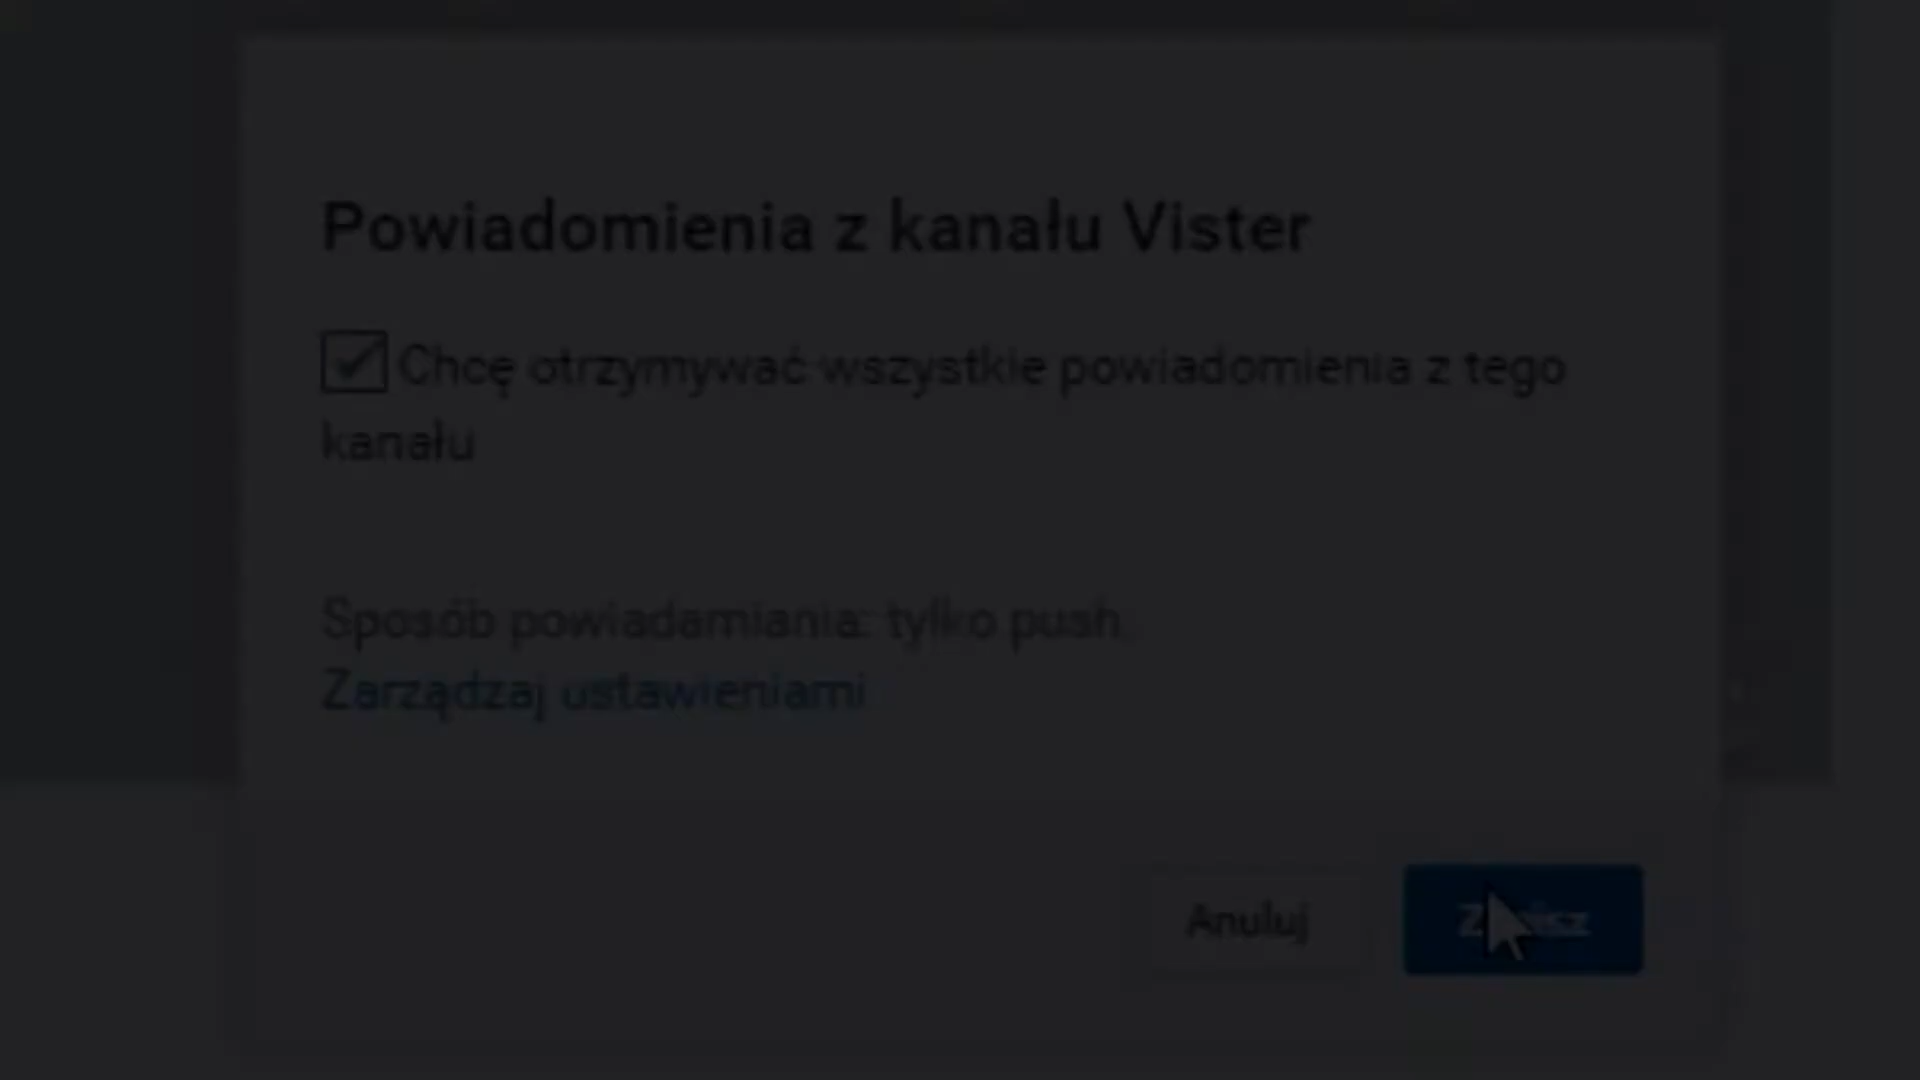 Powiadomienia z kanału Vister
Chcę otrzymywać wszystkie powiadomienia z tego
kanału
Sposób powiadamiania: tylko push.
Zarządzaj ustawieniami
Anuluj